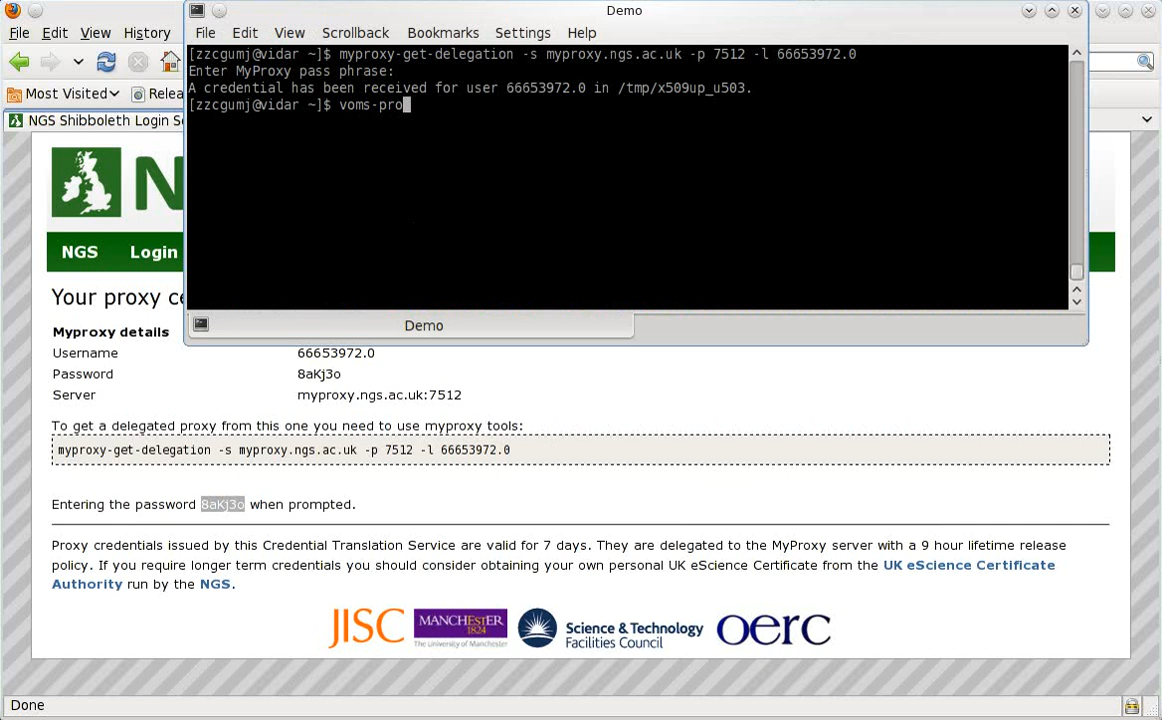 Demo
File Edit View History
File Edit View Scrollback Bookmarks Settings Help
[zzcgumj@vidar ~]$ myproxy-get-delegation -s myproxy.ngs.ac.uk -p 7512 -l 66653972.0
Enter MyProxy pass phrase:
A credential has been received for user 66653972.0 in /tmp/x509up_u503.
[zzcgumj@vidar ~]$ voms-pro
Most Visited Relea
NGS Shibboleth Login Se
N
NGS Login
Your proxy ce
Demo
Myproxy details
Username 66653972.0
Password 8aKj3o
Server myproxy.ngs.ac.uk:7512
To get a delegated proxy from this one you need to use myproxy tools:
myproxy-get-delegation -s myproxy.ngs.ac.uk -p 7512 -l 66653972.0
Entering the password 8aKj3o when prompted.
Proxy credentials issued by this Credential Translation Service are valid for 7 days. They are delegated to the MyProxy server with a 9 hour lifetime release
policy. If you require longer term credentials you should consider obtaining your own personal UK eScience Certificate from the UK eScience Certificate
Authority run by the NGS.
JISC MANCHESTER 1824 The University of Manchester Science & Technology Facilities Council oerc
Done